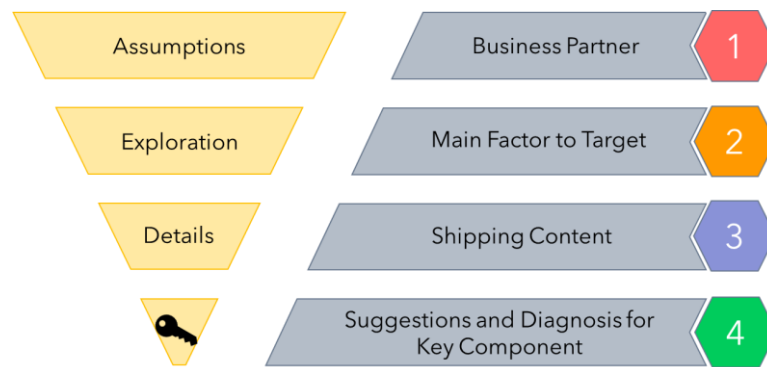 Assumptions
Business Partner
1
Exploration
Main Factor to Target
2
Details
Shipping Content
3
Suggestions and Diagnosis for
Key Component
4